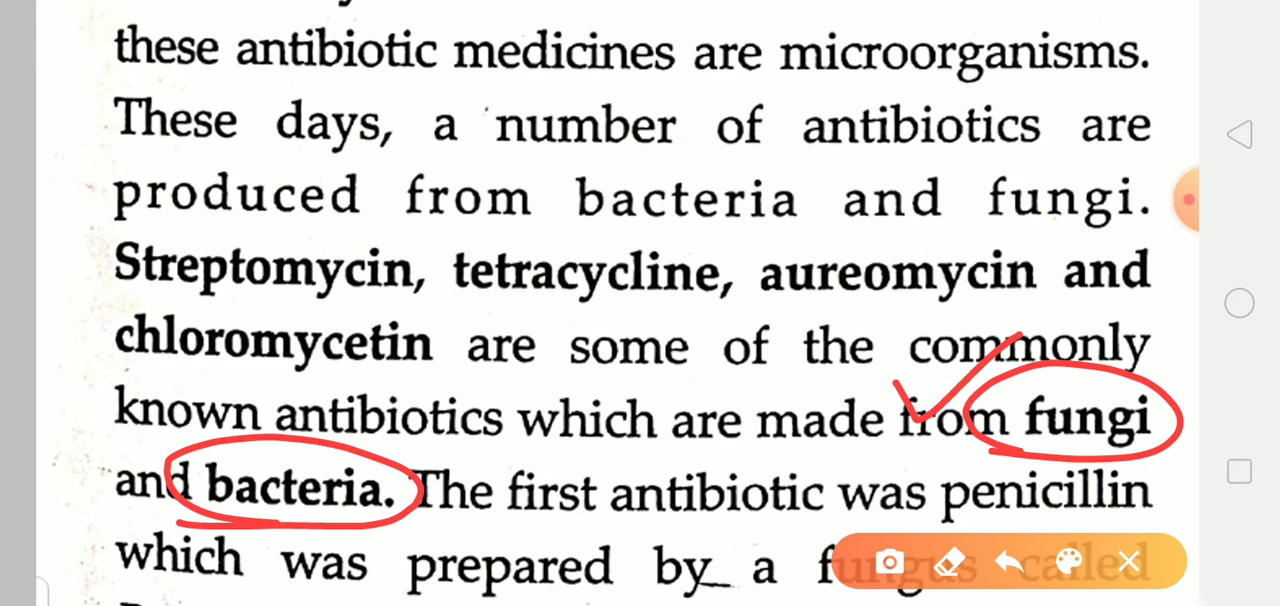 these antibiotic medicines are microorganisms.
These days, a number of antibiotics are
produced from bacteria and fungi.
Streptomycin, tetracycline, aureomycin and
chloromycetin are some of the commonly
known antibiotics which are made from fungi
and bacteria. The first antibiotic was penicillin
which was prepared by a fungus called